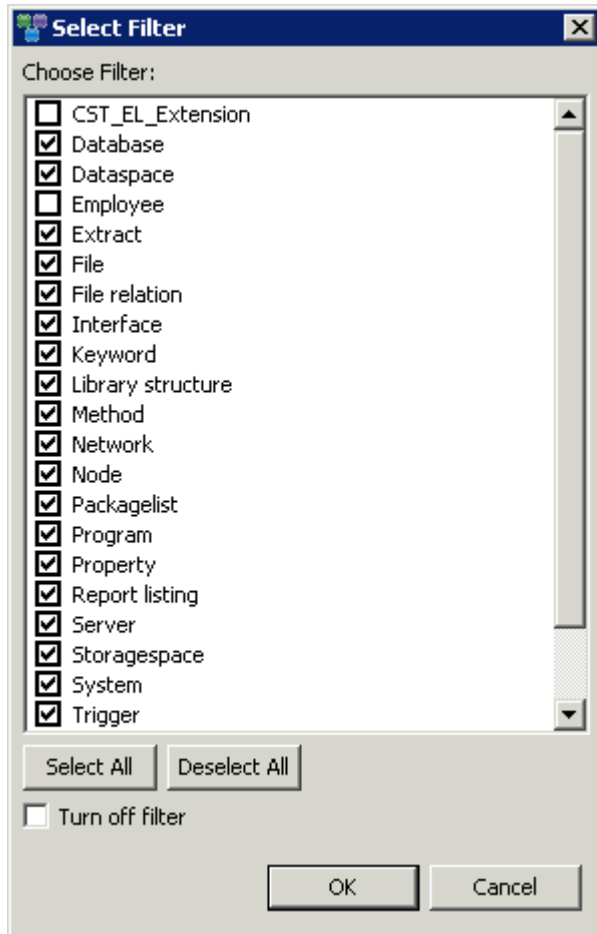 Select Filter
Choose Filter:
CST_EL_Extension
Database
Dataspace
Employee
Extract
File
File relation
Interface
Keyword
Library structure
Method
Network
Node
Packagelist
Program
Property
Report listing
Server
Storagespace
System
Trigger
Select All Deselect All
Turn off filter
OK Cancel